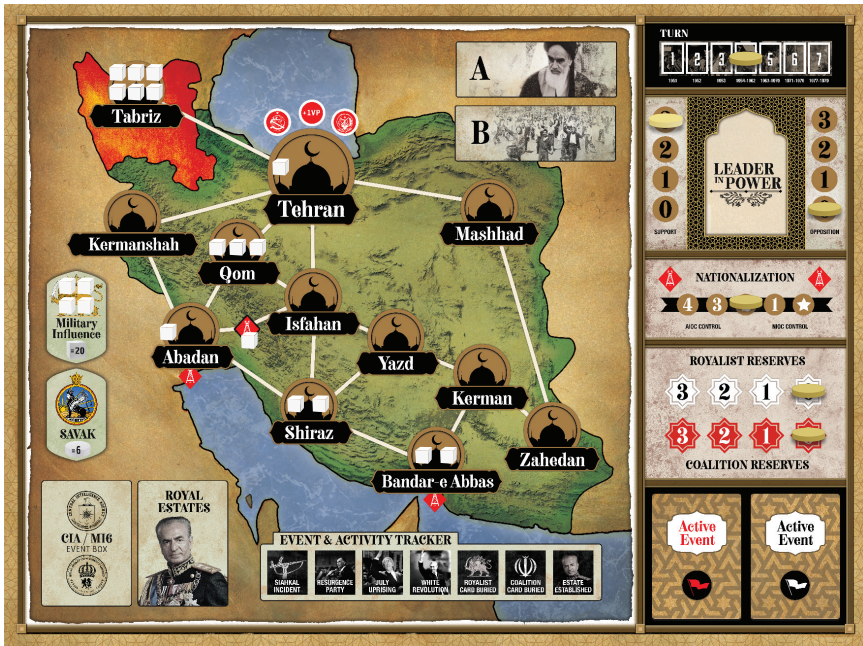 TURN
1 2 3 5 6 7
1951 1952 1953 1954-1962 1963-1970 1971-1976 1977-1979
A
B
+1VP
Tabriz
Tehran
Mashhad
Kermanshah
Qom
Isfahan
Abadan
Yazd
Kerman
Shiraz
Zahedan
Bandar-e Abbas
Military
Influence
=20
SAVAK
=6
CENTRAL INTELLIGENCE AGENCY
CIA / MI6
EVENT BOX
ROYAL
ESTATES
EVENT & ACTIVITY TRACKER
SIAHKAL
INCIDENT
RESURGENCE
PARTY
JULY
UPRISING
WHITE
REVOLUTION
ROYALIST
CARD BURIED
COALITION
CARD BURIED
ESTATE
ESTABLISHED
2
1
0
SUPPORT
LEADER
IN POWER
3
2
1
OPPOSITION
NATIONALIZATION
4 3 1
AIOC CONTROL
NIOC CONTROL
ROYALIST RESERVES
3 2 1
3 2 1
COALITION RESERVES
Active
Event
Active
Event